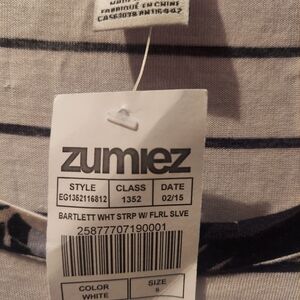 FABRIQUÉ EN CHINE
zumiez
STYLE CLASS DATE
EG1352116812 1352 02/15
BARTLETT WHT STRP W/ FLRL SLVE
25877707190001
COLOR SIZE
WHITE